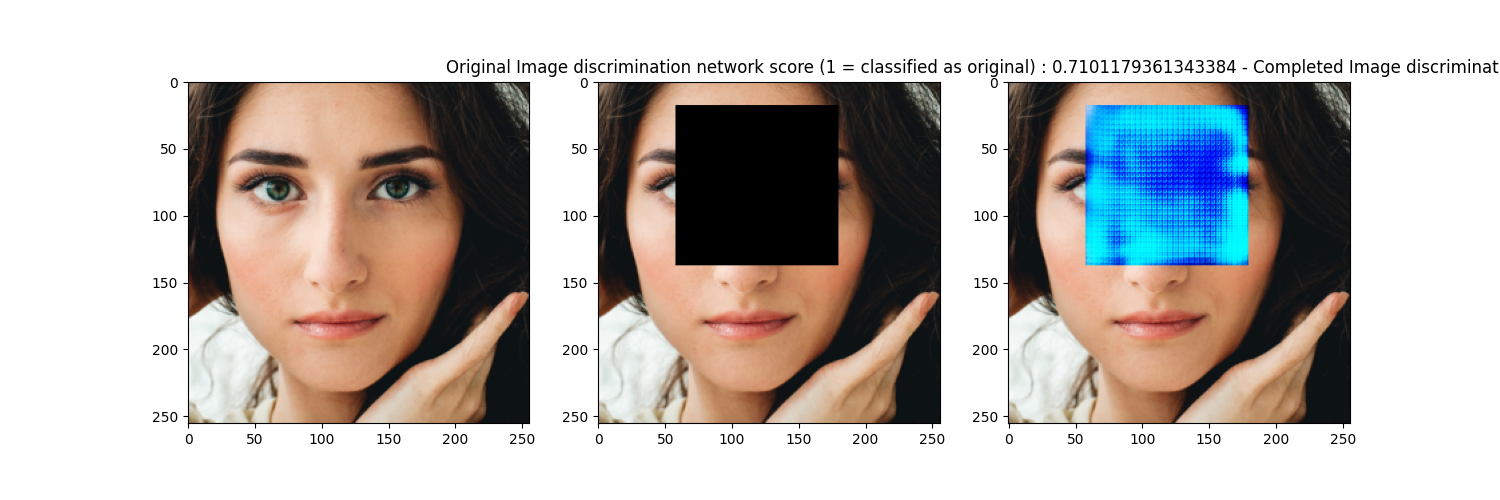 Original Image discrimination network score (1 = classified as original) : 0.7101179361343384 - Completed Image discriminat
0 0 0
50 50 50
100 100 100
150 150 150
200 200 200
250 250 250
0 50 100 150 200 250 0 50 100 150 200 250 0 50 100 150 200 250